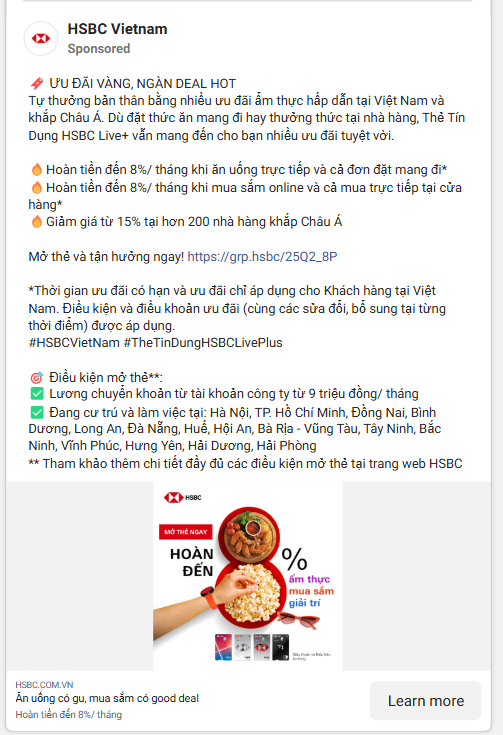 HSBC Vietnam
Sponsored
ƯU ĐÃI VÀNG, NGÀN DEAL HOT
Tự thưởng bản thân bằng nhiều ưu đãi ẩm thực hấp dẫn tại Việt Nam và
khắp Châu Á. Dù đặt thức ăn mang đi hay thưởng thức tại nhà hàng, Thẻ Tín
Dụng HSBC Live+ vẫn mang đến cho bạn nhiều ưu đãi tuyệt vời.
🔥Hoàn tiền đến 8%/ tháng khi ăn uống trực tiếp và cả đơn đặt mang đi*
🔥Hoàn tiền đến 8%/ tháng khi mua sắm online và cả mua trực tiếp tại cửa
hàng*
🔥Giảm giá từ 15% tại hơn 200 nhà hàng khắp Châu Á
Mở thẻ và tận hưởng ngay! https://grp.hsbc/25Q2_8P
*Thời gian ưu đãi có hạn và ưu đãi chỉ áp dụng cho Khách hàng tại Việt
Nam. Điều kiện và điều khoản ưu đãi (cùng các sửa đổi, bổ sung tại từng
thời điểm) được áp dụng.
#HSBCVietNam #TheTinDungHSBCLivePlus
🎯 Điều kiện mở thẻ**:
✅ Lương chuyển khoản từ tài khoản công ty từ 9 triệu đồng/ tháng
✅ Đang cư trú và làm việc tại: Hà Nội, TP. Hồ Chí Minh, Đồng Nai, Bình
Dương, Long An, Đà Nẵng, Huế, Hội An, Bà Rịa - Vũng Tàu, Tây Ninh, Bắc
Ninh, Vĩnh Phúc, Hưng Yên, Hải Dương, Hải Phòng
** Tham khảo thêm chi tiết đầy đủ các điều kiện mở thẻ tại trang web HSBC
HSBC
MỞ THẺ NGAY
HOÀN
ĐẾN
%
ẩm thực
mua sắm
giải trí
HSBC.COM.VN
Ăn uống có gu, mua sắm có good deal
Hoàn tiền đến 8%/ tháng
Learn more